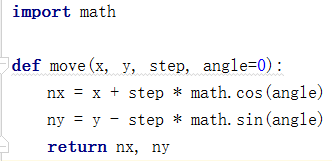 import math
def move(x, y, step, angle=0):
    nx = x + step * math.cos(angle)
    ny = y - step * math.sin(angle)
    return nx, ny